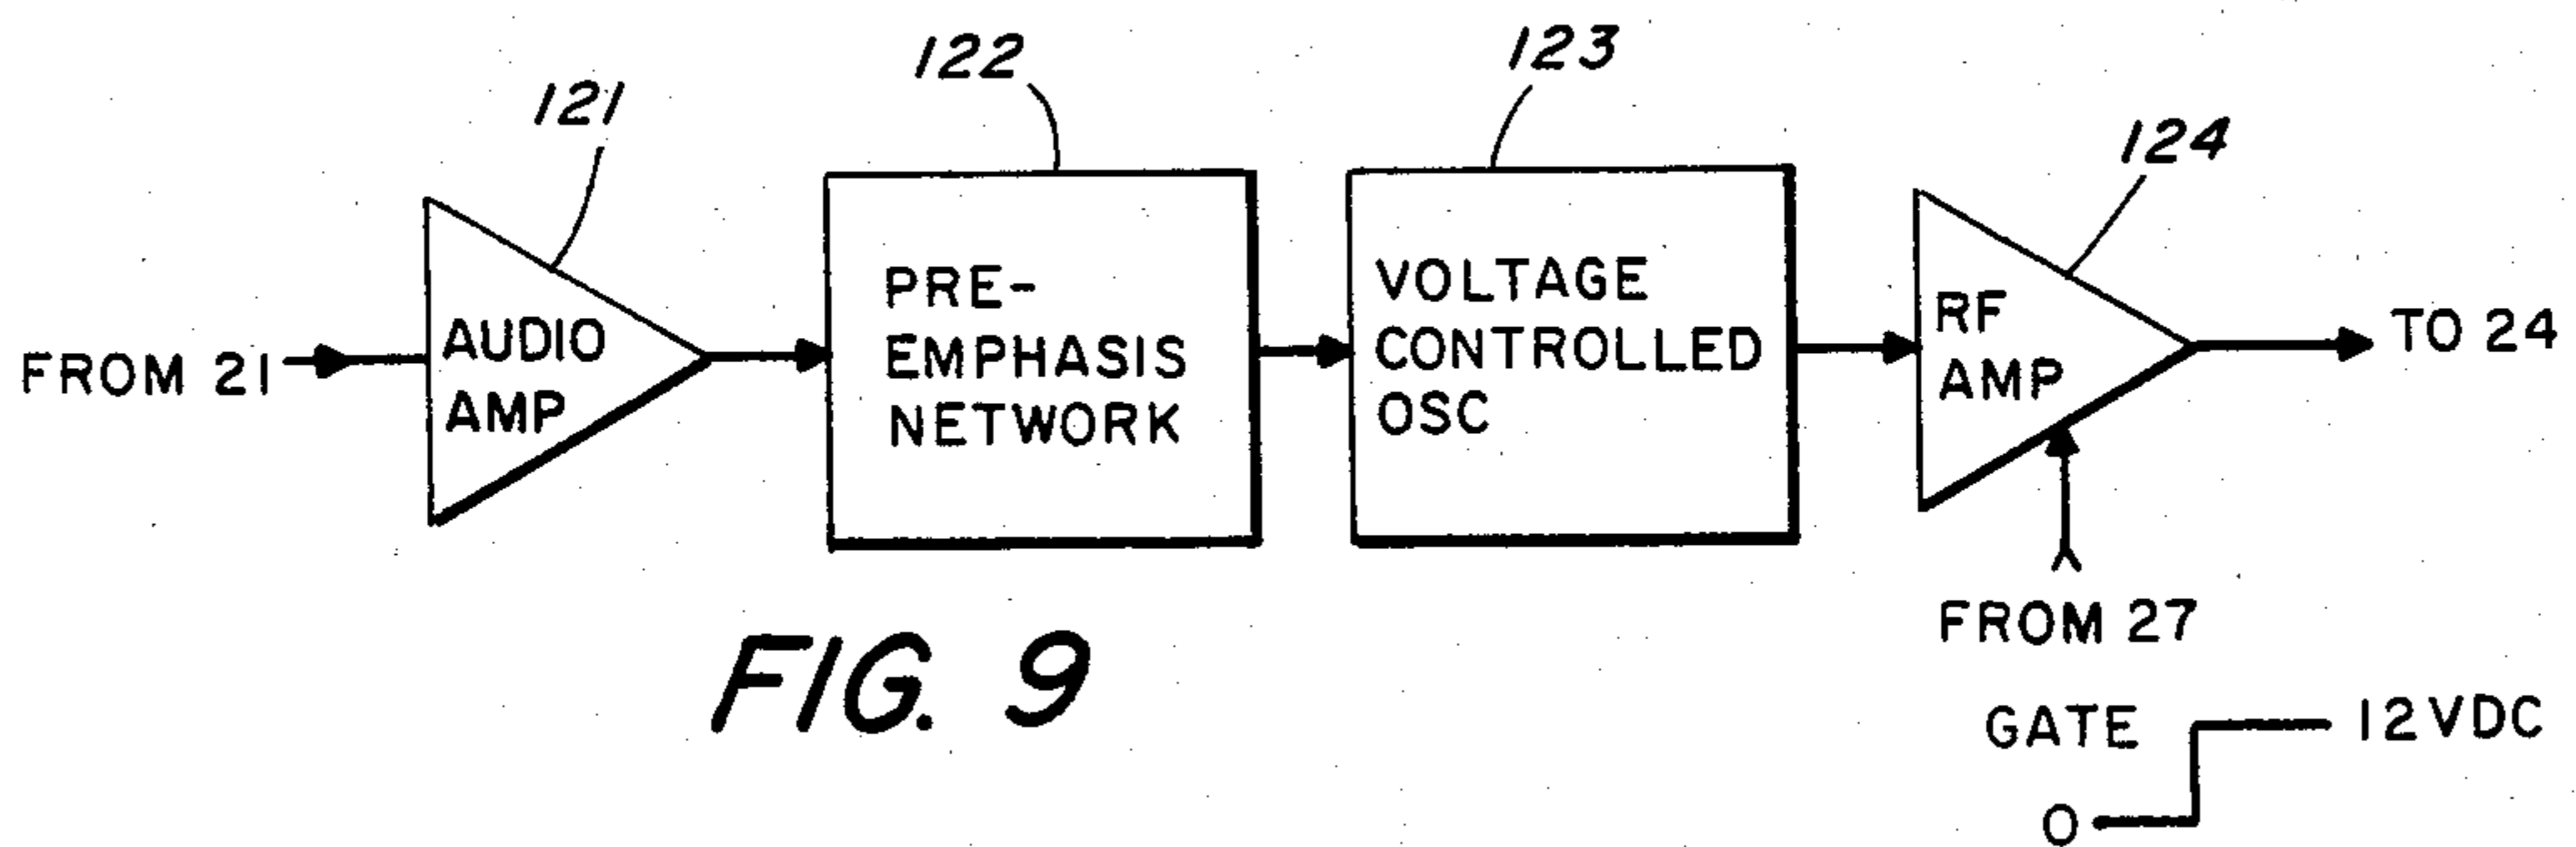 121
122
123
124
FROM 21
AUDIO
AMP
PRE-
EMPHASIS
NETWORK
VOLTAGE
CONTROLLED
OSC
RF
AMP
TO 24
FROM 27
GATE
12VDC
0
FIG. 9